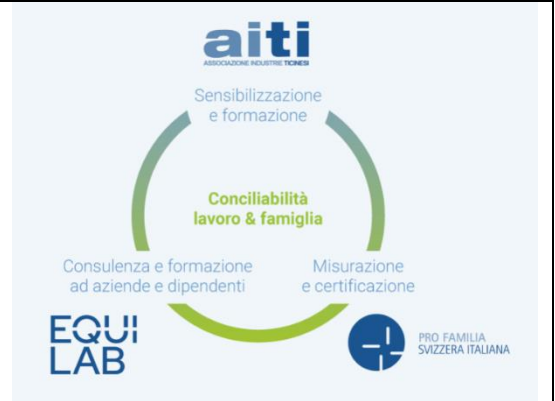 aiti
ASSOCIAZIONE INDUSTRIE TICINESI
Sensibilizzazione
e formazione
Conciliabilità
lavoro & famiglia
Consulenza e formazione
ad aziende e dipendenti
Misurazione
e certificazione
EQUI
LAB
PRO FAMILIA
SVIZZERA ITALIANA